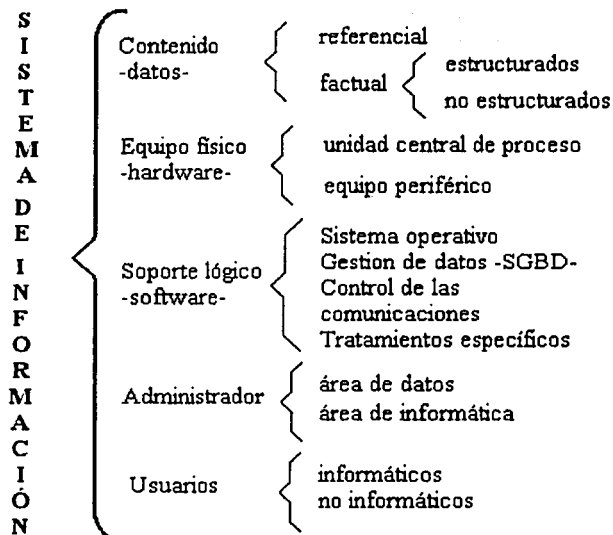 SISTEMA DE INFORMACIÓN
Contenido
-datos-
referencial
factual
estructurados
no estructurados
Equipo físico
-hardware-
unidad central de proceso
equipo periférico
Soporte lógico
-software-
Sistema operativo
Gestion de datos -SGBD-
Control de las
comunicaciones
Tratamientos específicos
Administrador
área de datos
área de informática
Usuarios
informáticos
no informáticos